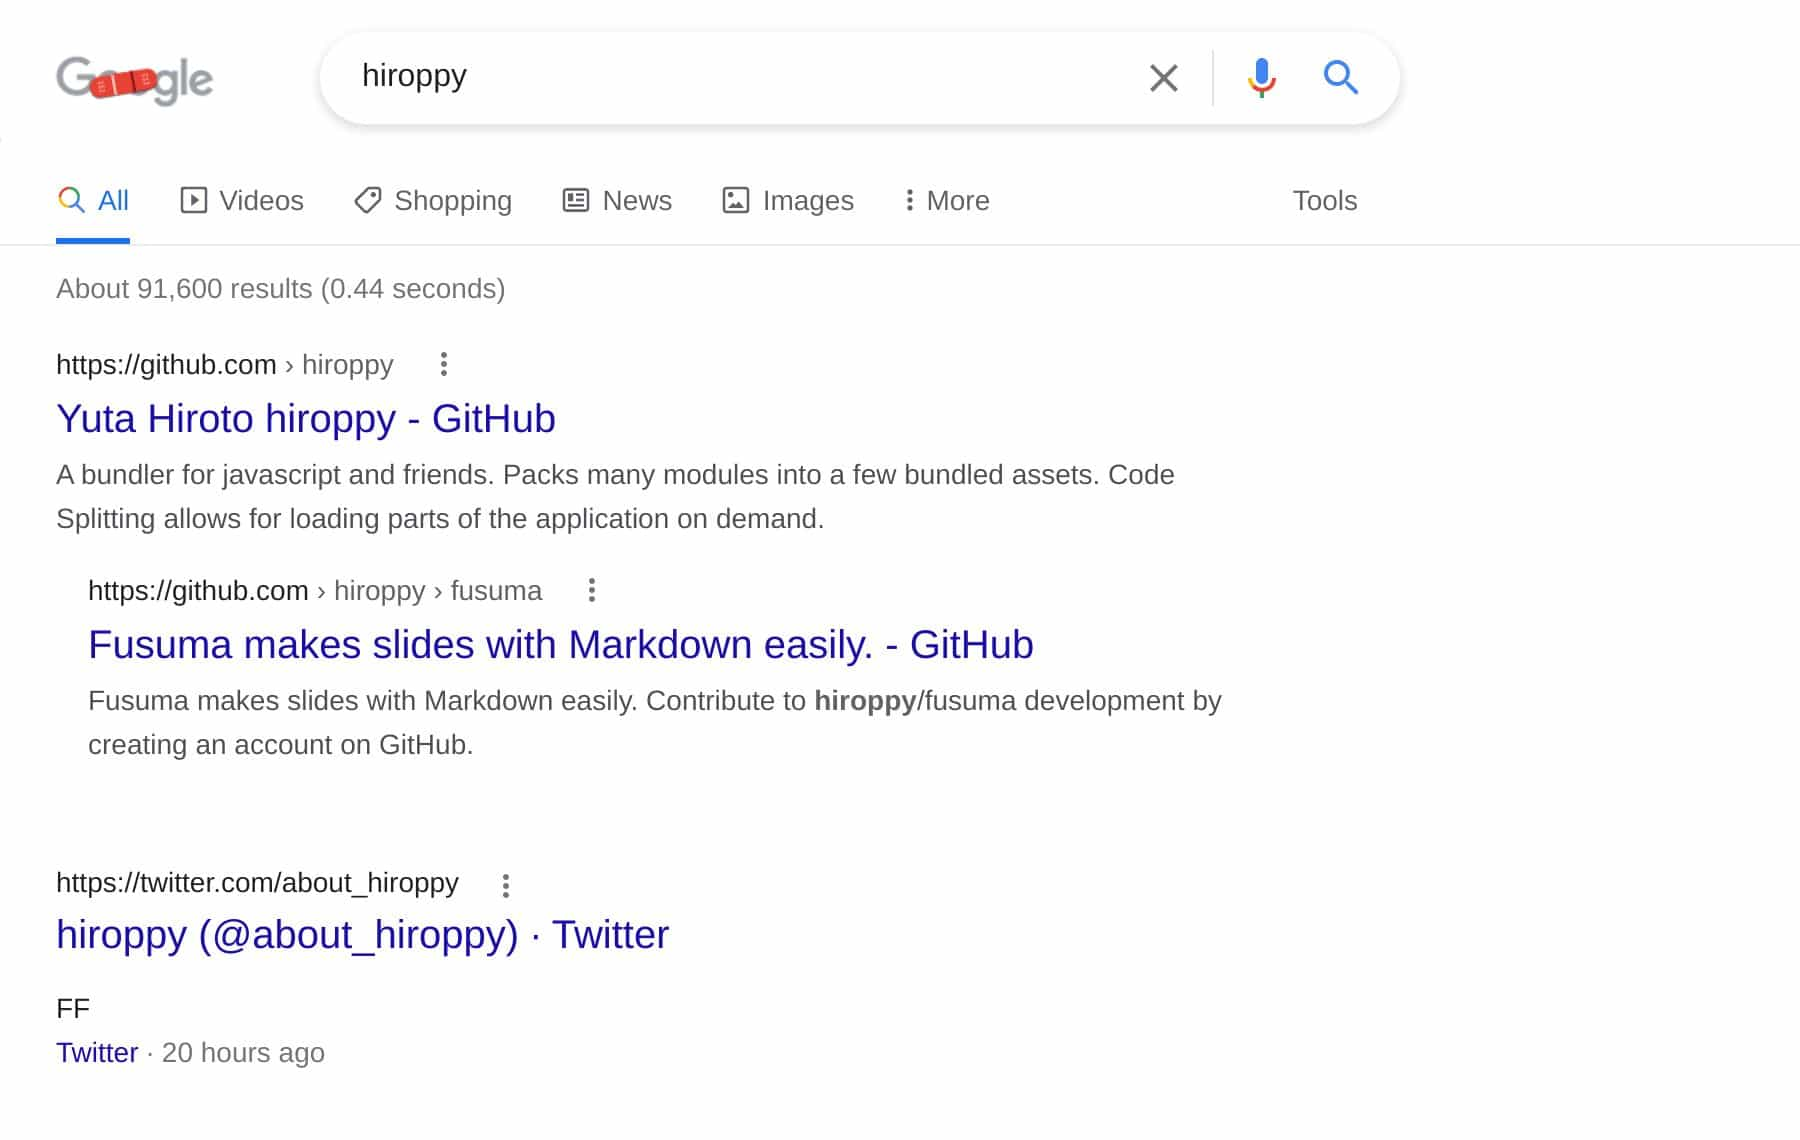 Google
hiroppy
All Videos Shopping News Images More Tools
About 91,600 results (0.44 seconds)
https://github.com › hiroppy
Yuta Hiroto hiroppy - GitHub
A bundler for javascript and friends. Packs many modules into a few bundled assets. Code
Splitting allows for loading parts of the application on demand.
https://github.com › hiroppy › fusuma
Fusuma makes slides with Markdown easily. - GitHub
Fusuma makes slides with Markdown easily. Contribute to hiroppy/fusuma development by
creating an account on GitHub.
https://twitter.com/about_hiroppy
hiroppy (@about_hiroppy) · Twitter
FF
Twitter · 20 hours ago